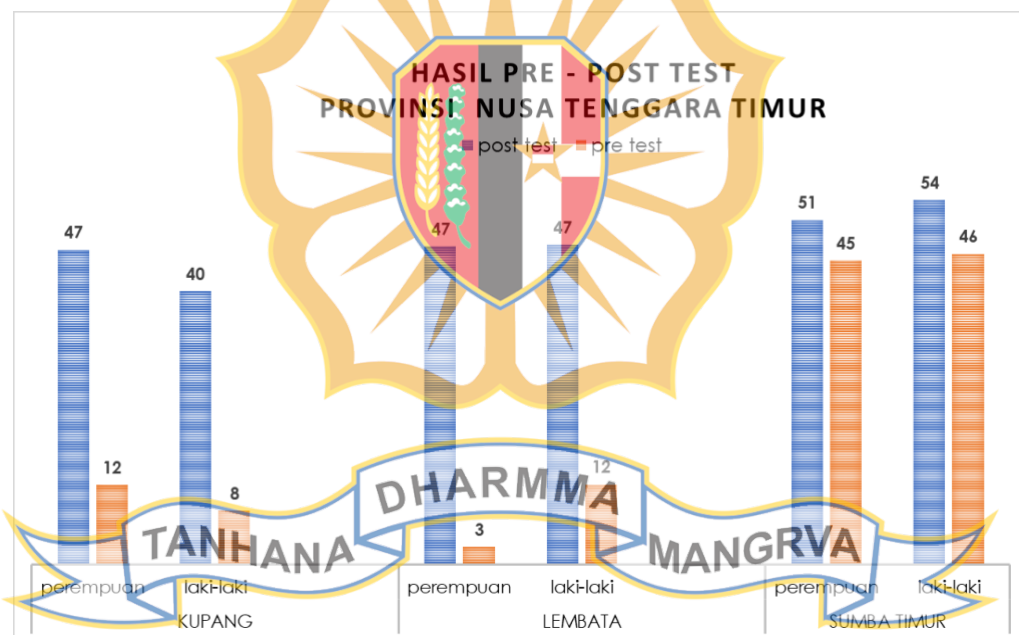 HASIL PRE - POST TEST
PROVINSI NUSA TENGGARA TIMUR
post test pre test
47 12 40 8 47 3 47 12 51 45 54 46
TANHANA DHARMMA MANGRVA
perempuan laki-laki perempuan laki-laki perempuan laki-laki
KUPANG LEMBATA SUMBA TIMUR